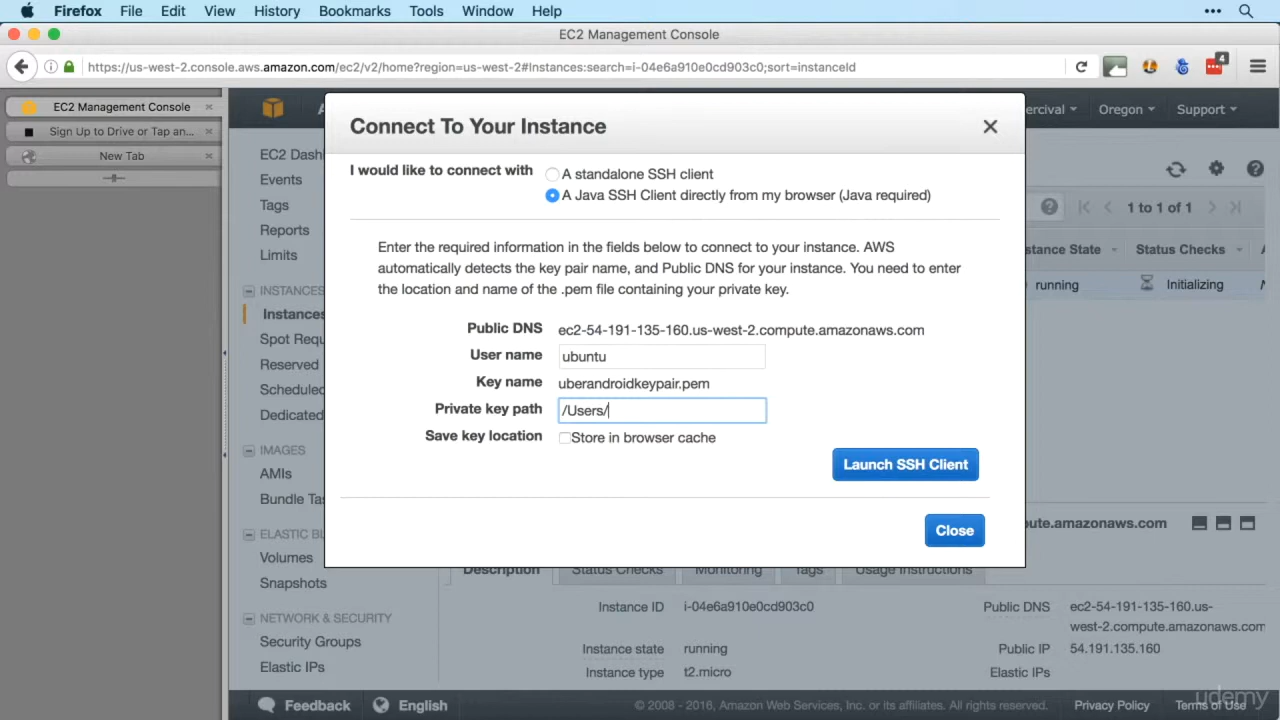 Firefox File Edit View History Bookmarks Tools Window Help
EC2 Management Console
https://us-west-2.console.aws.amazon.com/ec2/v2/home?region=us-west-2#Instances:search=i-04e6a910e0cd903c0;sort=instanceId
4
EC2 Management Console
Sign Up to Drive or Tap an...
New Tab
ercival Oregon Support
EC2 Dash
Events
Tags
Reports
Limits
INSTANCES
Instances
Spot Requ
Reserved
Scheduled
Dedicated
IMAGES
AMIs
Bundle Tas
ELASTIC BL
Volumes
Snapshots
NETWORK & SECURITY
Security Groups
Elastic IPs
Connect To Your Instance
I would like to connect with
A standalone SSH client
A Java SSH Client directly from my browser (Java required)
Enter the required information in the fields below to connect to your instance. AWS
automatically detects the key pair name, and Public DNS for your instance. You need to enter
the location and name of the .pem file containing your private key.
Public DNS ec2-54-191-135-160.us-west-2.compute.amazonaws.com
User name ubuntu
Key name uberandroidkeypair.pem
Private key path /Users/
Save key location Store in browser cache
Launch SSH Client
Close
1 to 1 of 1
stance State Status Checks
running Initializing
ute.amazonaws.com
Description Status Checks Monitoring Tags Usage Instructions
Instance ID i-04e6a910e0cd903c0
Public DNS ec2-54-191-135-160.us-
west-2.compute.amazonaws.com
Instance state running
Public IP 54.191.135.160
Instance type t2.micro
Elastic IPs
Feedback English
© 2008 - 2016, Amazon Web Services, Inc. or its affiliates. All rights reserved.
Privacy Policy Terms of Use
udemy